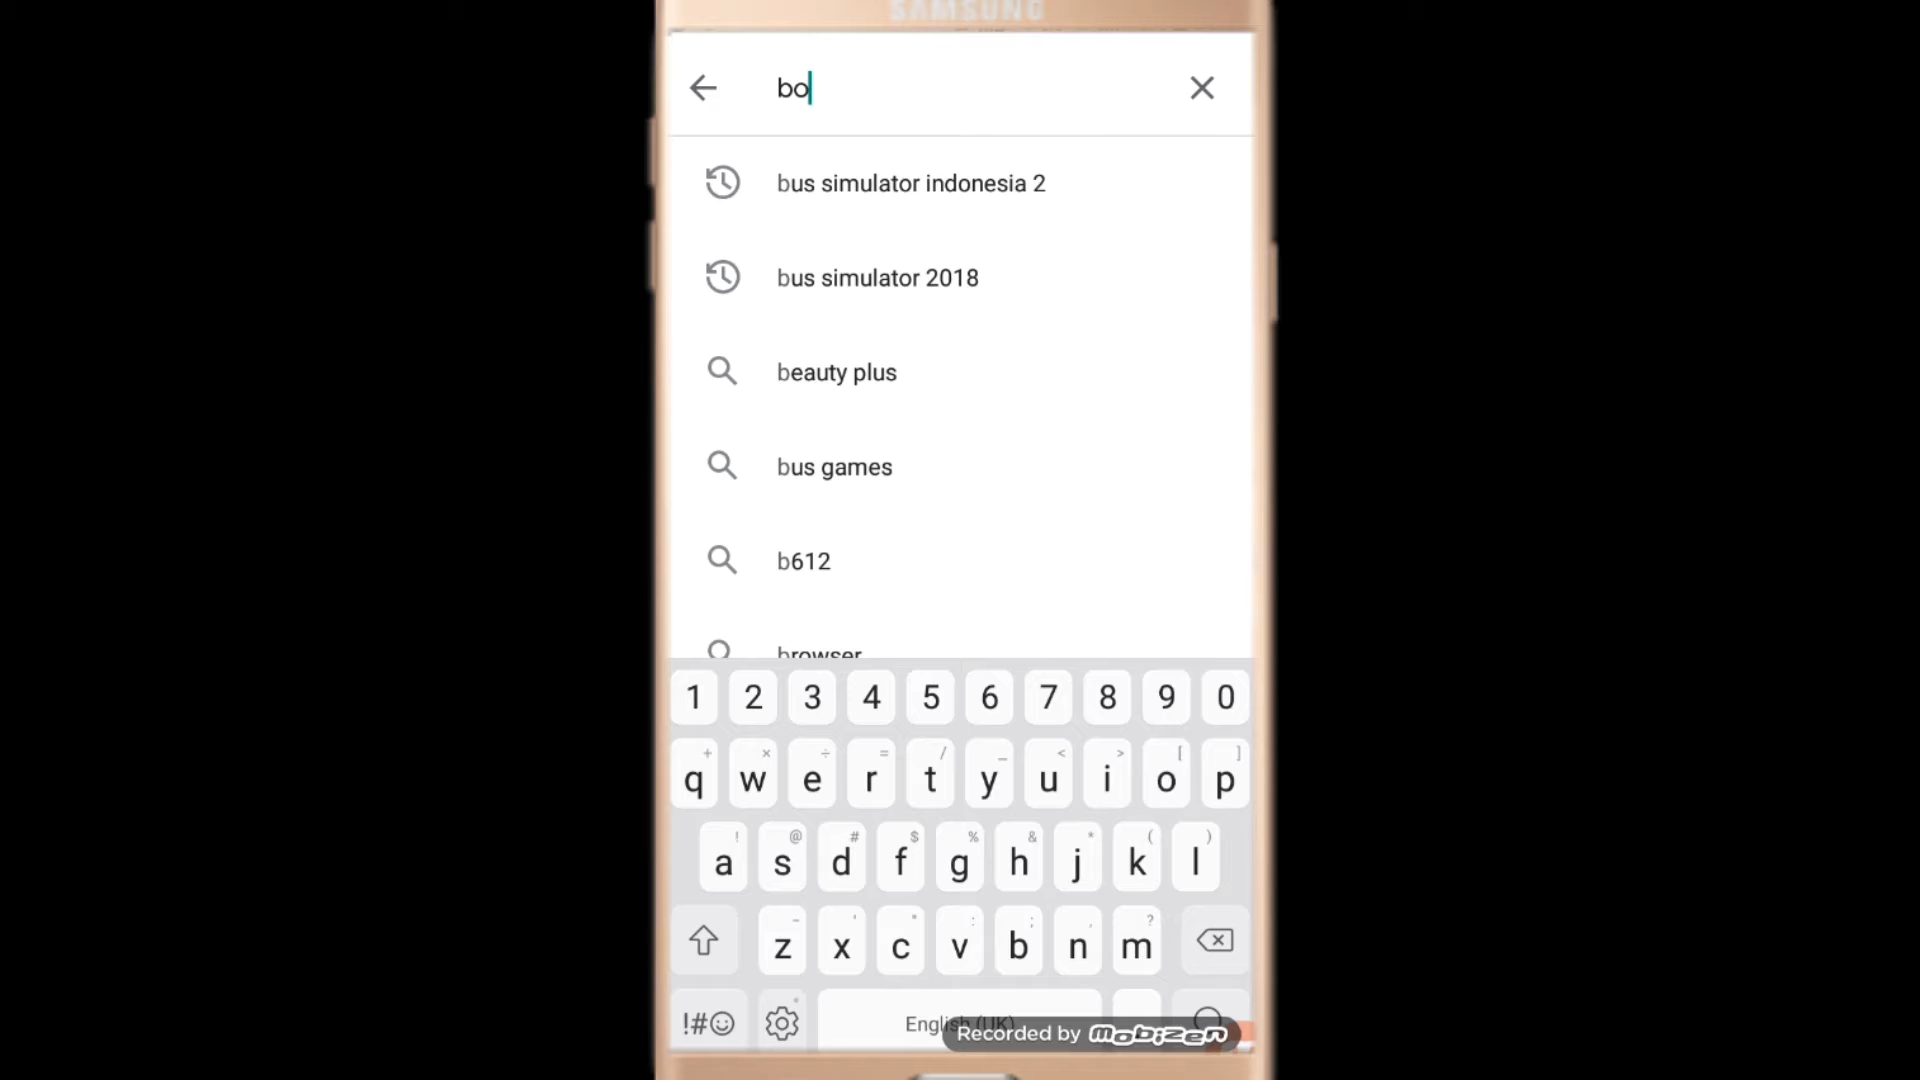 SAMSUNG
bo
bus simulator indonesia 2
bus simulator 2018
beauty plus
bus games
b612
browser
1 2 3 4 5 6 7 8 9 0
+ × ÷ = / _ < > [ ]
q w e r t y u i o p
! @ # $ % & * ( )
a s d f g h j k l
- ' " : ; , ?
z x c v b n m
!#☺ English (UK)
Recorded by mobizen